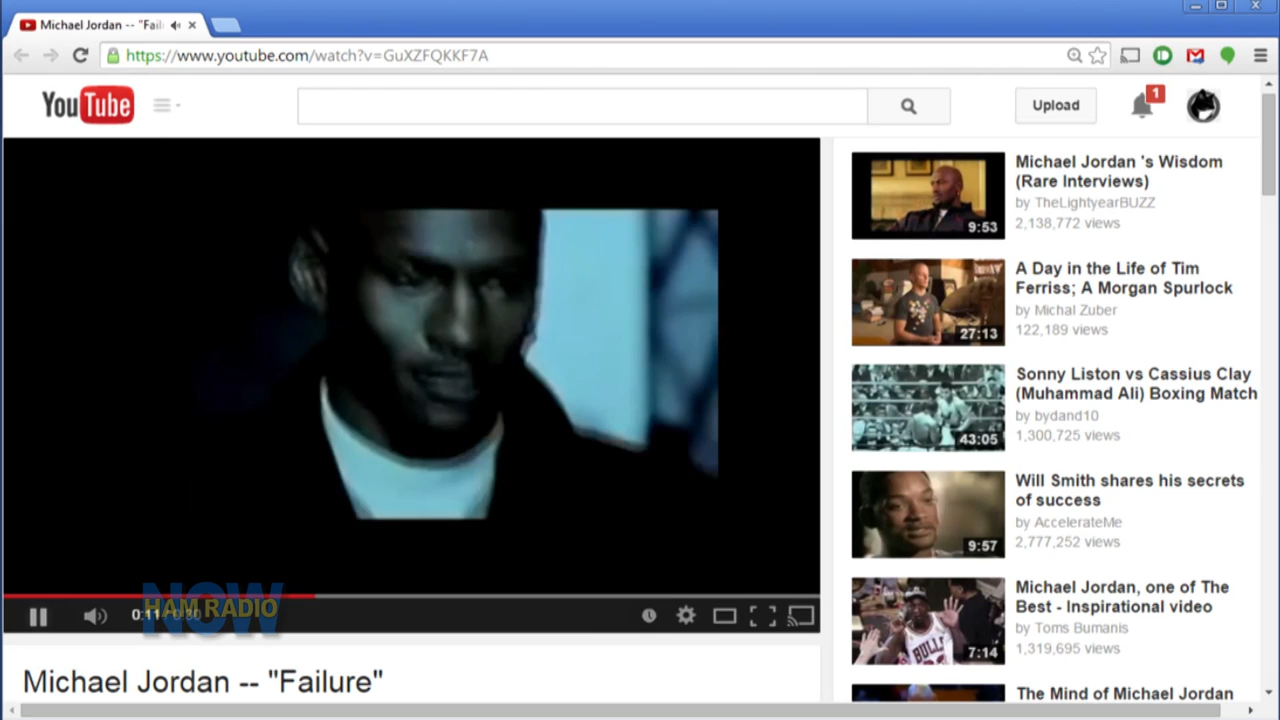 Michael Jordan -- "Fail
https://www.youtube.com/watch?v=GuXZFQKKF7A
YouTube
Upload
1
9:53
Michael Jordan 's Wisdom
(Rare Interviews)
by TheLightyearBUZZ
2,138,772 views
27:13
A Day in the Life of Tim
Ferriss; A Morgan Spurlock
by Michal Zuber
122,189 views
43:05
Sonny Liston vs Cassius Clay
(Muhammad Ali) Boxing Match
by bydand10
1,300,725 views
9:57
Will Smith shares his secrets
of success
by AccelerateMe
2,777,252 views
BULLS
7:14
Michael Jordan, one of The
Best - Inspirational video
by Toms Bumanis
1,319,695 views
The Mind of Michael Jordan
NOW
HAM RADIO
0:11
Michael Jordan -- "Failure"